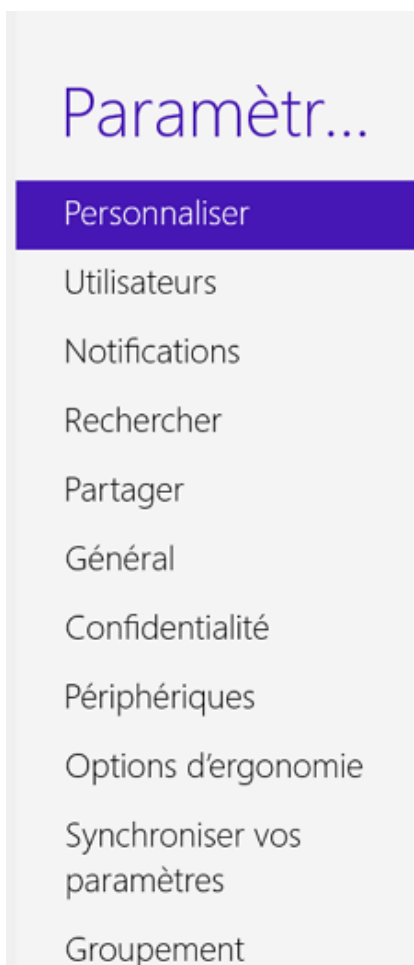 Paramètr...
Personnaliser
Utilisateurs
Notifications
Rechercher
Partager
Général
Confidentialité
Périphériques
Options d'ergonomie
Synchroniser vos
paramètres
Groupement